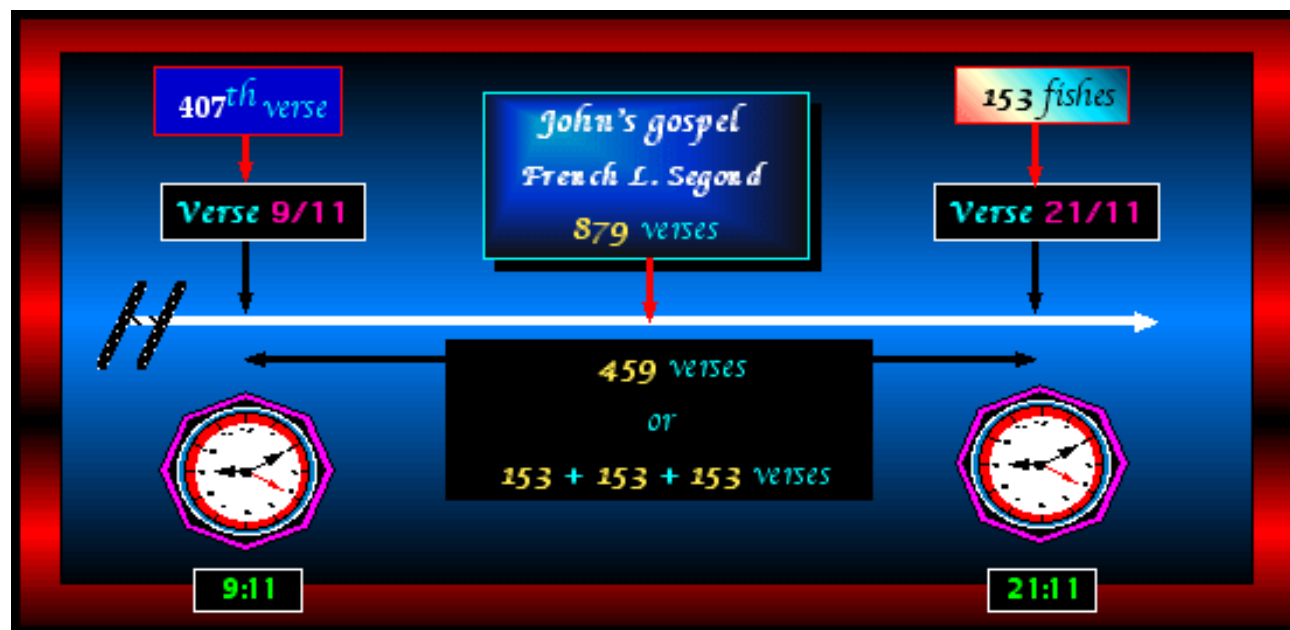 407th verse
Verse 9/11
John's gospel
French L. Segond
879 verses
153 fishes
Verse 21/11
459 verses
or
153 + 153 + 153 verses
9:11
21:11